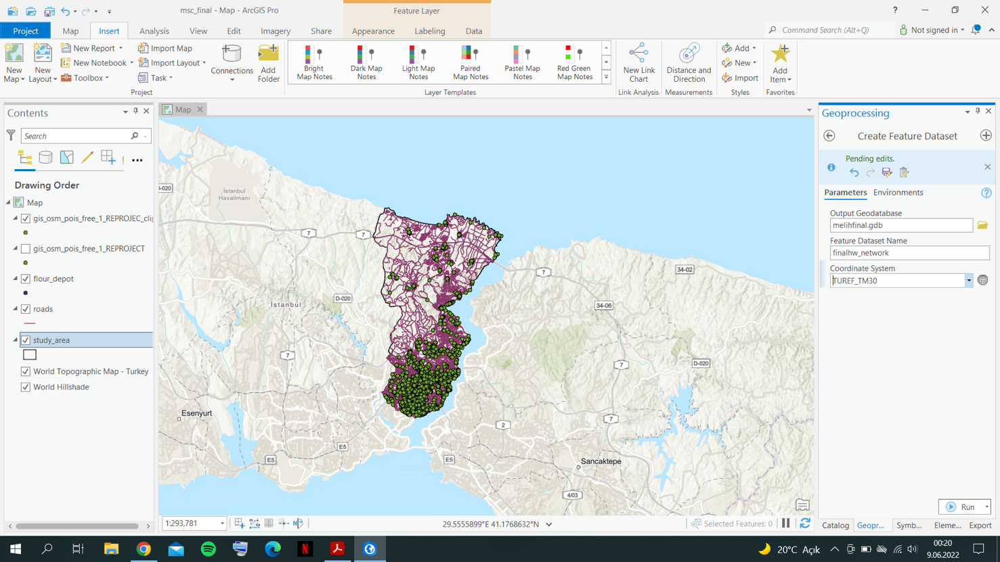 msc_final - Map - ArcGIS Pro
Feature Layer
?
Project
Map
Insert
Analysis
View
Edit
Imagery
Share
Appearance
Labeling
Data
Command Search (Alt+Q)
Not signed in
New Map
New Layout
New Report
New Notebook
Toolbox
Import Map
Import Layout
Task
Connections
Add Folder
Project
Bright Map Notes
Dark Map Notes
Light Map Notes
Paired Map Notes
Pastel Map Notes
Red Green Map Notes
Layer Templates
New Link Chart
Link Analysis
Distance and Direction
Measurements
Add
New
Import
Styles
Add Item
Favorites
Contents
Search
Drawing Order
Map
gis_osm_pois_free_1_REPROJEC_cli
gis_osm_pois_free_1_REPROJECT
flour_depot
roads
study_area
World Topographic Map - Turkey
World Hillshade
Map
D-020
İstanbul
Havalimanı
7
7
7
34-02
D-020
34-06
İstanbul
7
7
D-020
Esenyurt
7
2
E5
E5
E5
Sancaktepe
4/03
1:293,781
29.5555899°E 41.1768632°N
Selected Features: 0
Geoprocessing
Create Feature Dataset
Pending edits.
Parameters
Environments
?
Output Geodatabase
melihfinal.gdb
Feature Dataset Name
finalhw_network
Coordinate System
TUREF_TM30
Run
Catalog
Geopr...
Symb...
Eleme...
Export
N
20°C Açık
00:20
9.06.2022